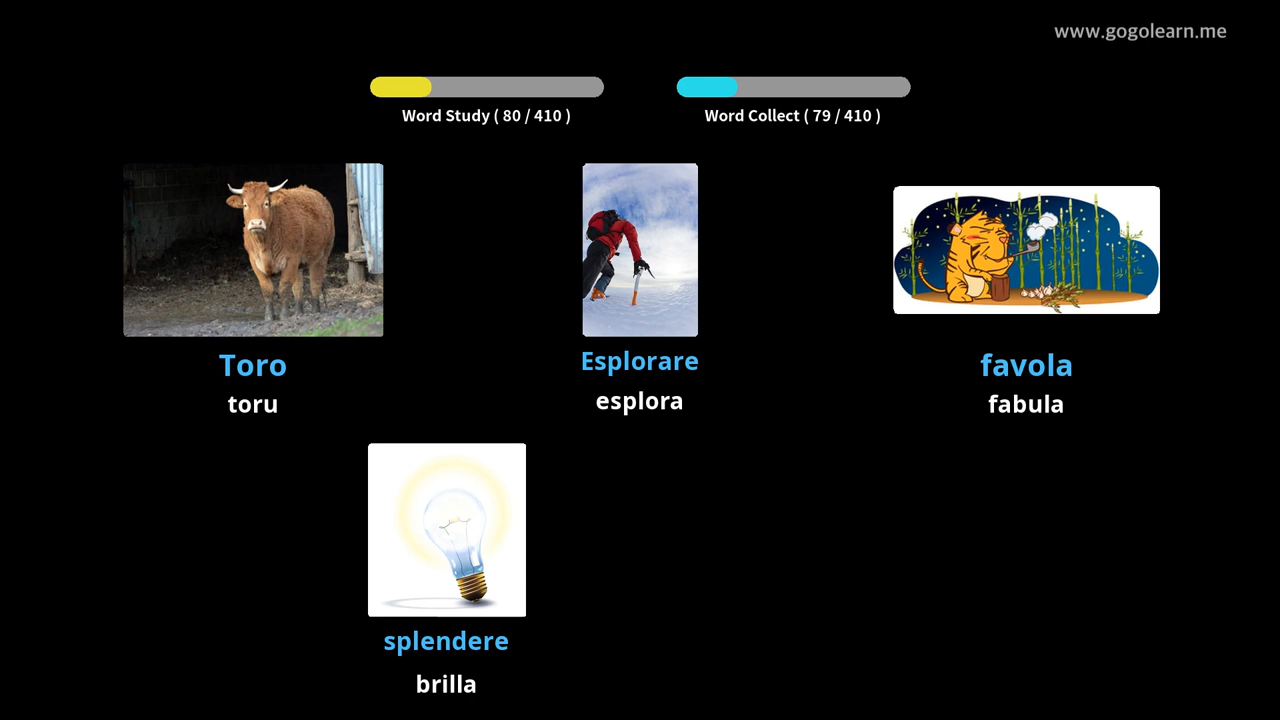 www.gogolearn.me
Word Study ( 80 / 410 )
Word Collect ( 79 / 410 )
Toro
toru
Esplorare
esplora
favola
fabula
splendere
brilla